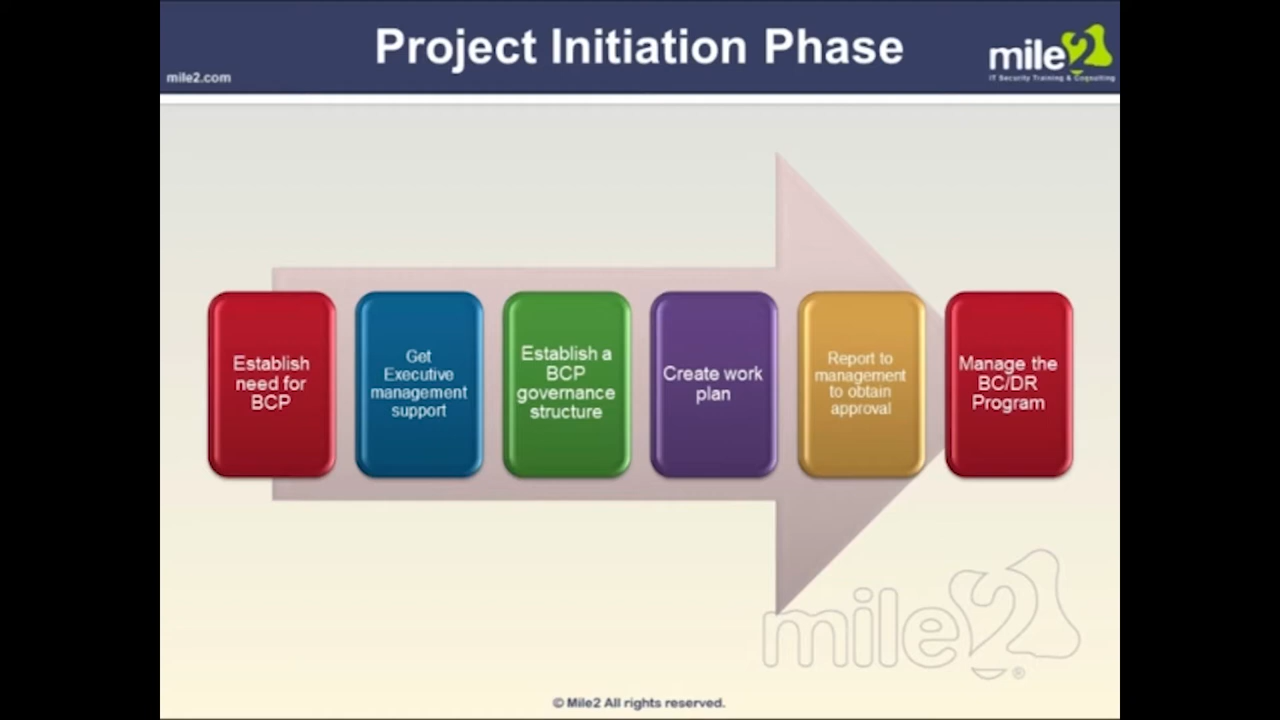 Project Initiation Phase
mile2
IT Security Training & Consulting
mile2.com
Establish
need for
BCP
Get
Executive
management
support
Establish a
BCP
governance
structure
Create work
plan
Report to
management
to obtain
approval
Manage the
BC/DR
Program
mile2
®
© Mile2 All rights reserved.